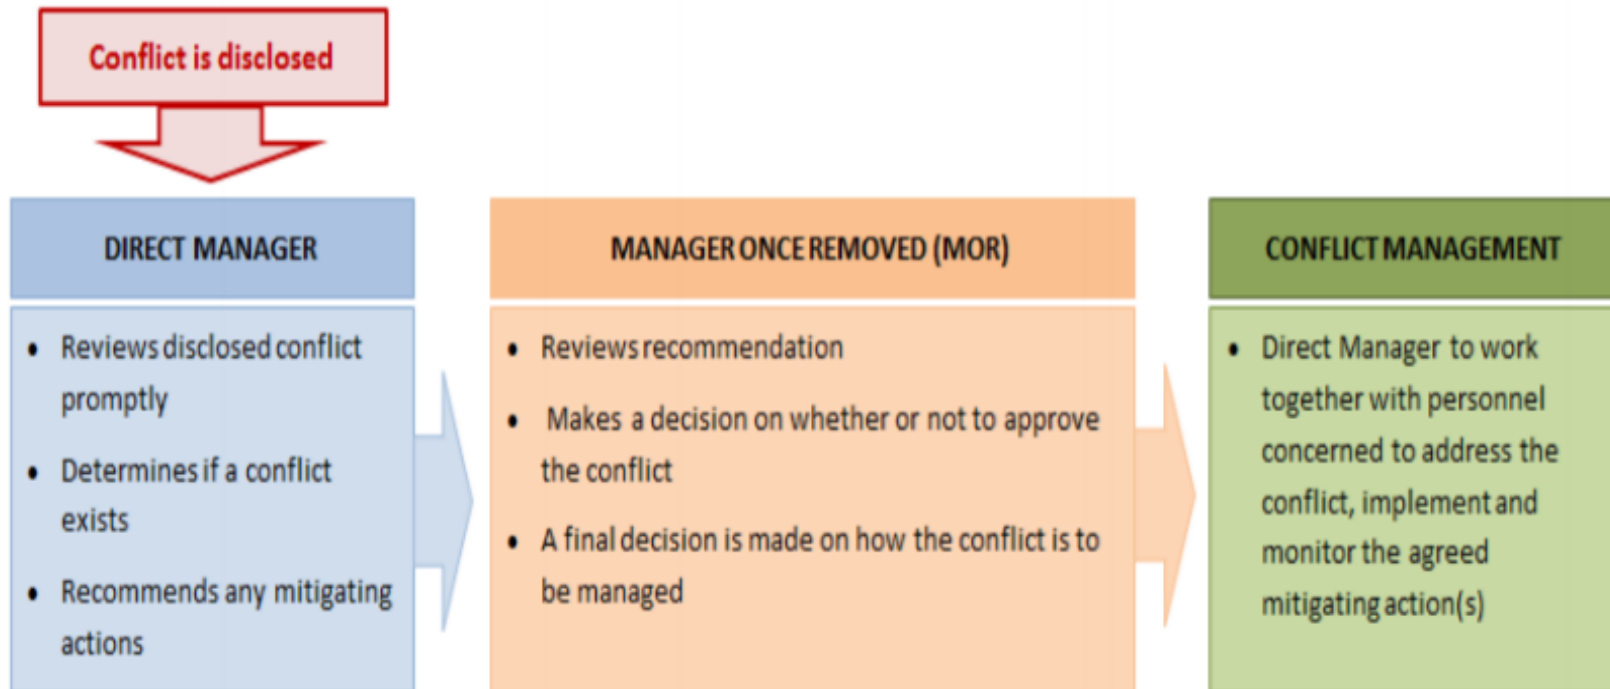 Conflict is disclosed
DIRECT MANAGER
• Reviews disclosed conflict
promptly
• Determines if a conflict
exists
• Recommends any mitigating
actions
MANAGER ONCE REMOVED (MOR)
• Reviews recommendation
• Makes a decision on whether or not to approve
the conflict
• A final decision is made on how the conflict is to
be managed
CONFLICT MANAGEMENT
• Direct Manager to work
together with personnel
concerned to address the
conflict, implement and
monitor the agreed
mitigating action(s)